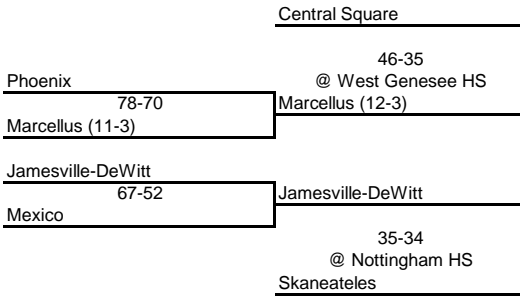 Central Square
46-35
Phoenix
@ West Genesee HS
78-70
Marcellus (12-3)
Marcellus (11-3)
Jamesville-DeWitt
67-52
Jamesville-DeWitt
Mexico
35-34
@ Nottingham HS
Skaneateles